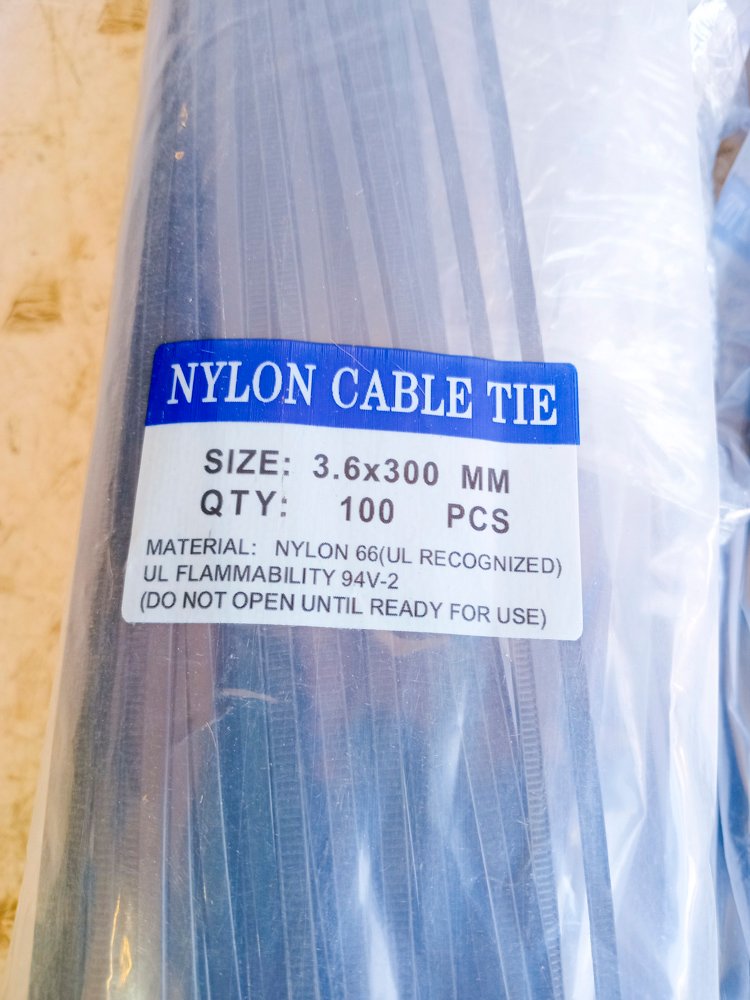 NYLON CABLE TIE
SIZE: 3.6x300 MM
QTY: 100 PCS
MATERIAL: NYLON 66(UL RECOGNIZED)
UL FLAMMABILITY 94V-2
(DO NOT OPEN UNTIL READY FOR USE)